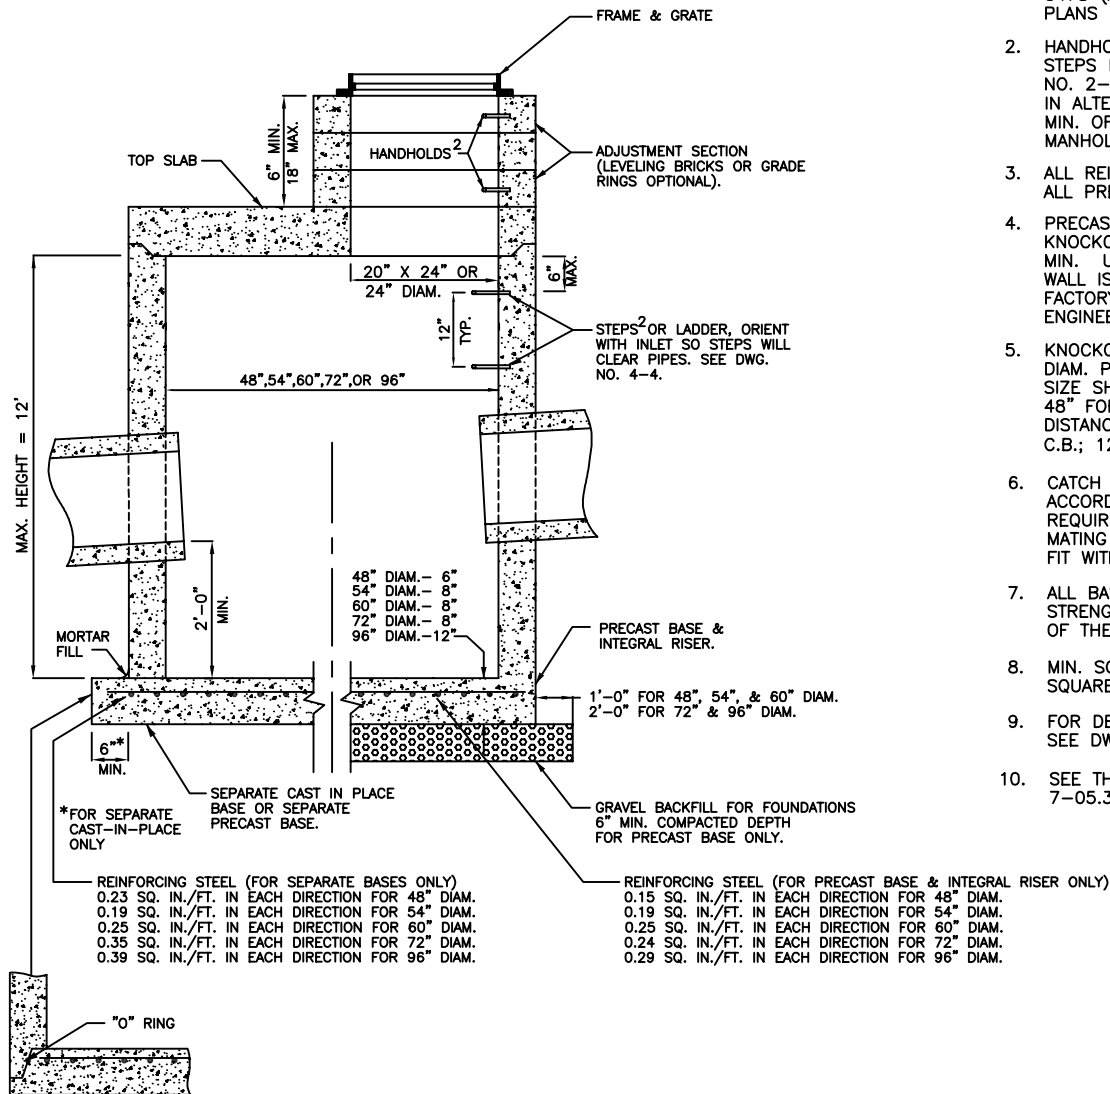 FRAME & GRATE
6" MIN.
18" MAX.
HANDHOLDS2
TOP SLAB
ADJUSTMENT SECTION
(LEVELING BRICKS OR GRADE
RINGS OPTIONAL).
20" X 24" OR
24" DIAM.
6"
MAX.
12"
TYP.
STEPS2 OR LADDER, ORIENT
WITH INLET SO STEPS WILL
CLEAR PIPES. SEE DWG.
NO. 4-4.
48",54",60",72",OR 96"
MAX. HEIGHT = 12'
2'-0"
MIN.
48" DIAM.- 6"
54" DIAM.- 8"
60" DIAM.- 8"
72" DIAM.- 8"
96" DIAM.-12"
MORTAR
FILL
PRECAST BASE &
INTEGRAL RISER.
1'-0" FOR 48", 54", & 60" DIAM.
2'-0" FOR 72" & 96" DIAM.
6"*
MIN.
*FOR SEPARATE
CAST-IN-PLACE
ONLY
SEPARATE CAST IN PLACE
BASE OR SEPARATE
PRECAST BASE.
GRAVEL BACKFILL FOR FOUNDATIONS
6" MIN. COMPACTED DEPTH
FOR PRECAST BASE ONLY.
REINFORCING STEEL (FOR SEPARATE BASES ONLY)
0.23 SQ. IN./FT. IN EACH DIRECTION FOR 48" DIAM.
0.19 SQ. IN./FT. IN EACH DIRECTION FOR 54" DIAM.
0.25 SQ. IN./FT. IN EACH DIRECTION FOR 60" DIAM.
0.35 SQ. IN./FT. IN EACH DIRECTION FOR 72" DIAM.
0.39 SQ. IN./FT. IN EACH DIRECTION FOR 96" DIAM.
REINFORCING STEEL (FOR PRECAST BASE & INTEGRAL RISER ONLY)
0.15 SQ. IN./FT. IN EACH DIRECTION FOR 48" DIAM.
0.19 SQ. IN./FT. IN EACH DIRECTION FOR 54" DIAM.
0.25 SQ. IN./FT. IN EACH DIRECTION FOR 60" DIAM.
0.24 SQ. IN./FT. IN EACH DIRECTION FOR 72" DIAM.
0.29 SQ. IN./FT. IN EACH DIRECTION FOR 96" DIAM.
"O" RING
PLANS
2. HANDHO
STEPS
NO. 2-
IN ALTE
MIN. OF
MANHOL
3. ALL REI
ALL PRE
4. PRECAS
KNOCKO
MIN. U
WALL IS
FACTORY
ENGINEE
5. KNOCKO
DIAM. P
SIZE SH
48" FOR
DISTANC
C.B.; 12
6. CATCH
ACCORD
REQUIR
MATING
FIT WIT
7. ALL BA
STRENG
OF THE
8. MIN. SO
SQUARE
9. FOR DE
SEE DW
10. SEE TH
7-05.3